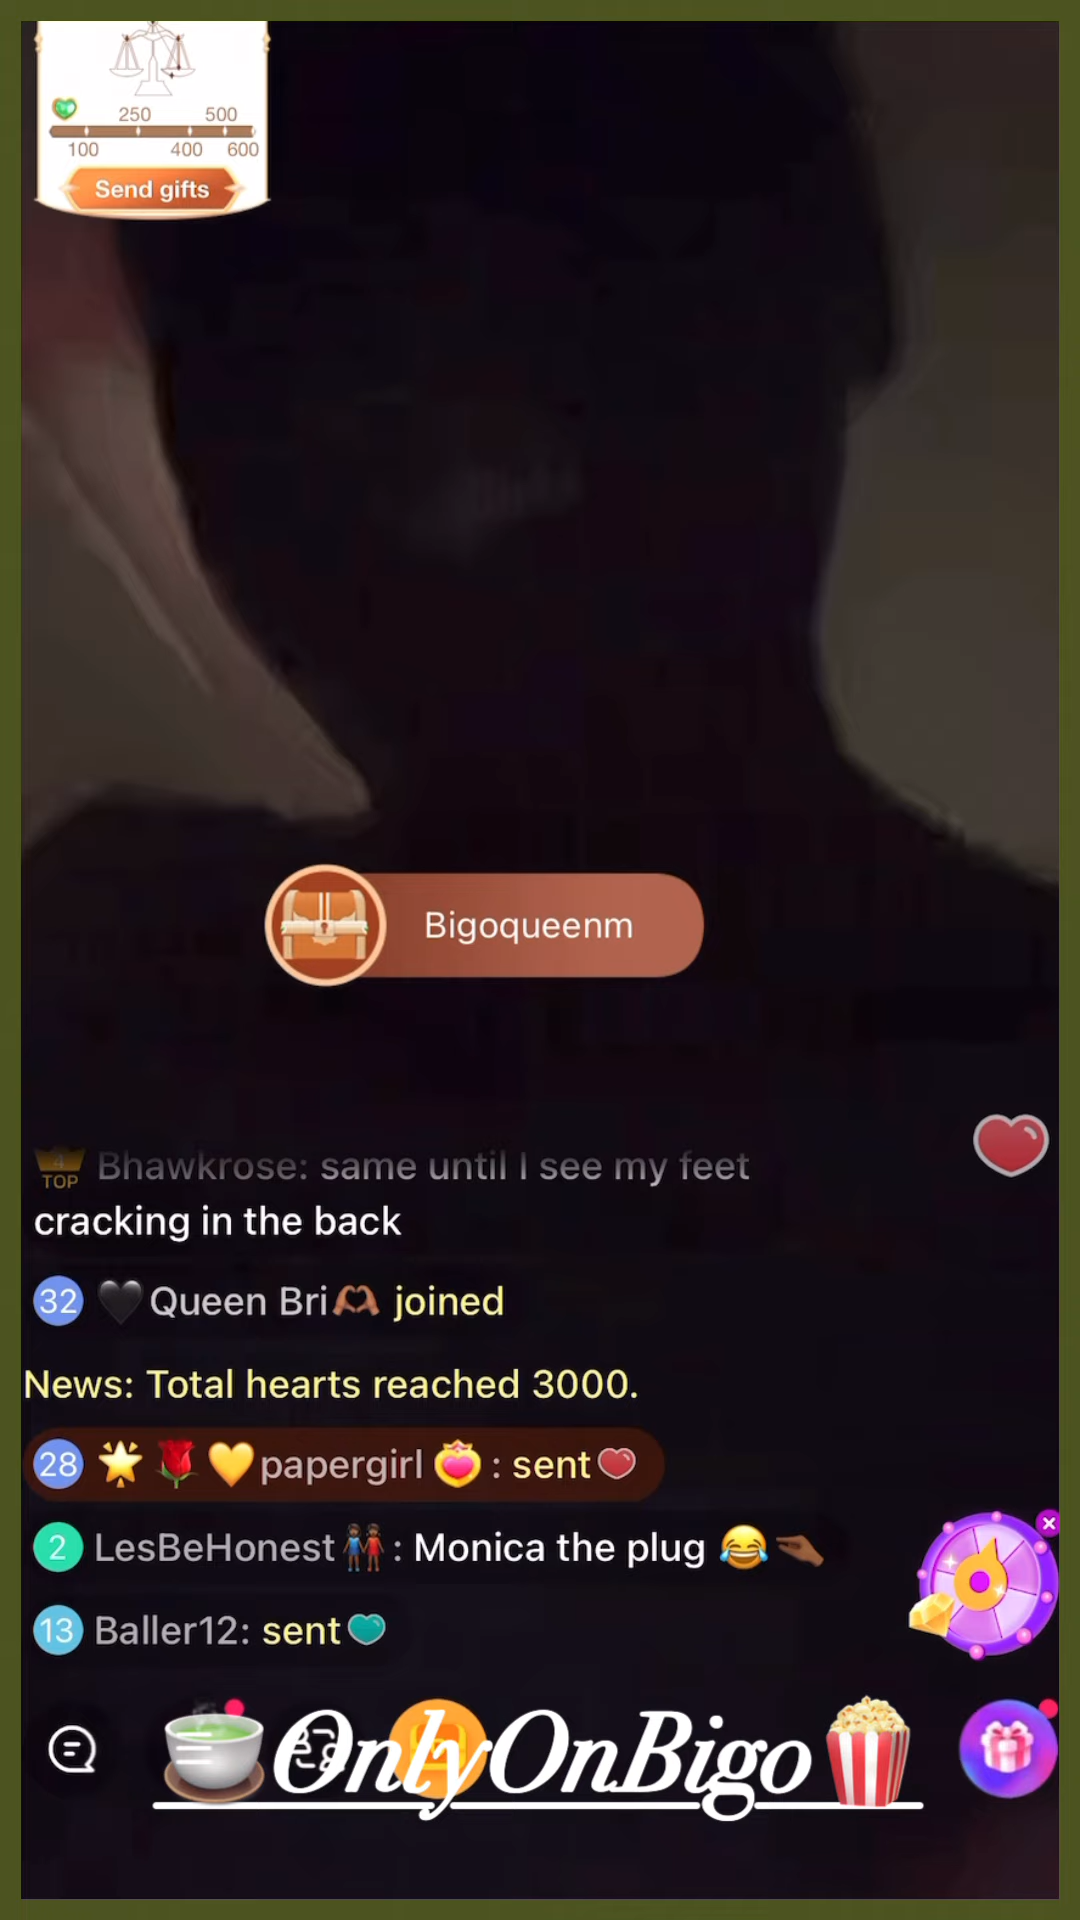 250 500
100 400 600
Send gifts
Bigoqueenm
4
TOP
Bhawkrose: same until I see my feet
cracking in the back
32 🖤Queen Bri🫶🏽 joined
News: Total hearts reached 3000.
28 🌟🌹💛papergirl💝 : sent❤️
2 LesBeHonest👭🏾: Monica the plug 😂🤏🏾
13 Baller12: sent💚
🍵OnlyOnBigo🍿